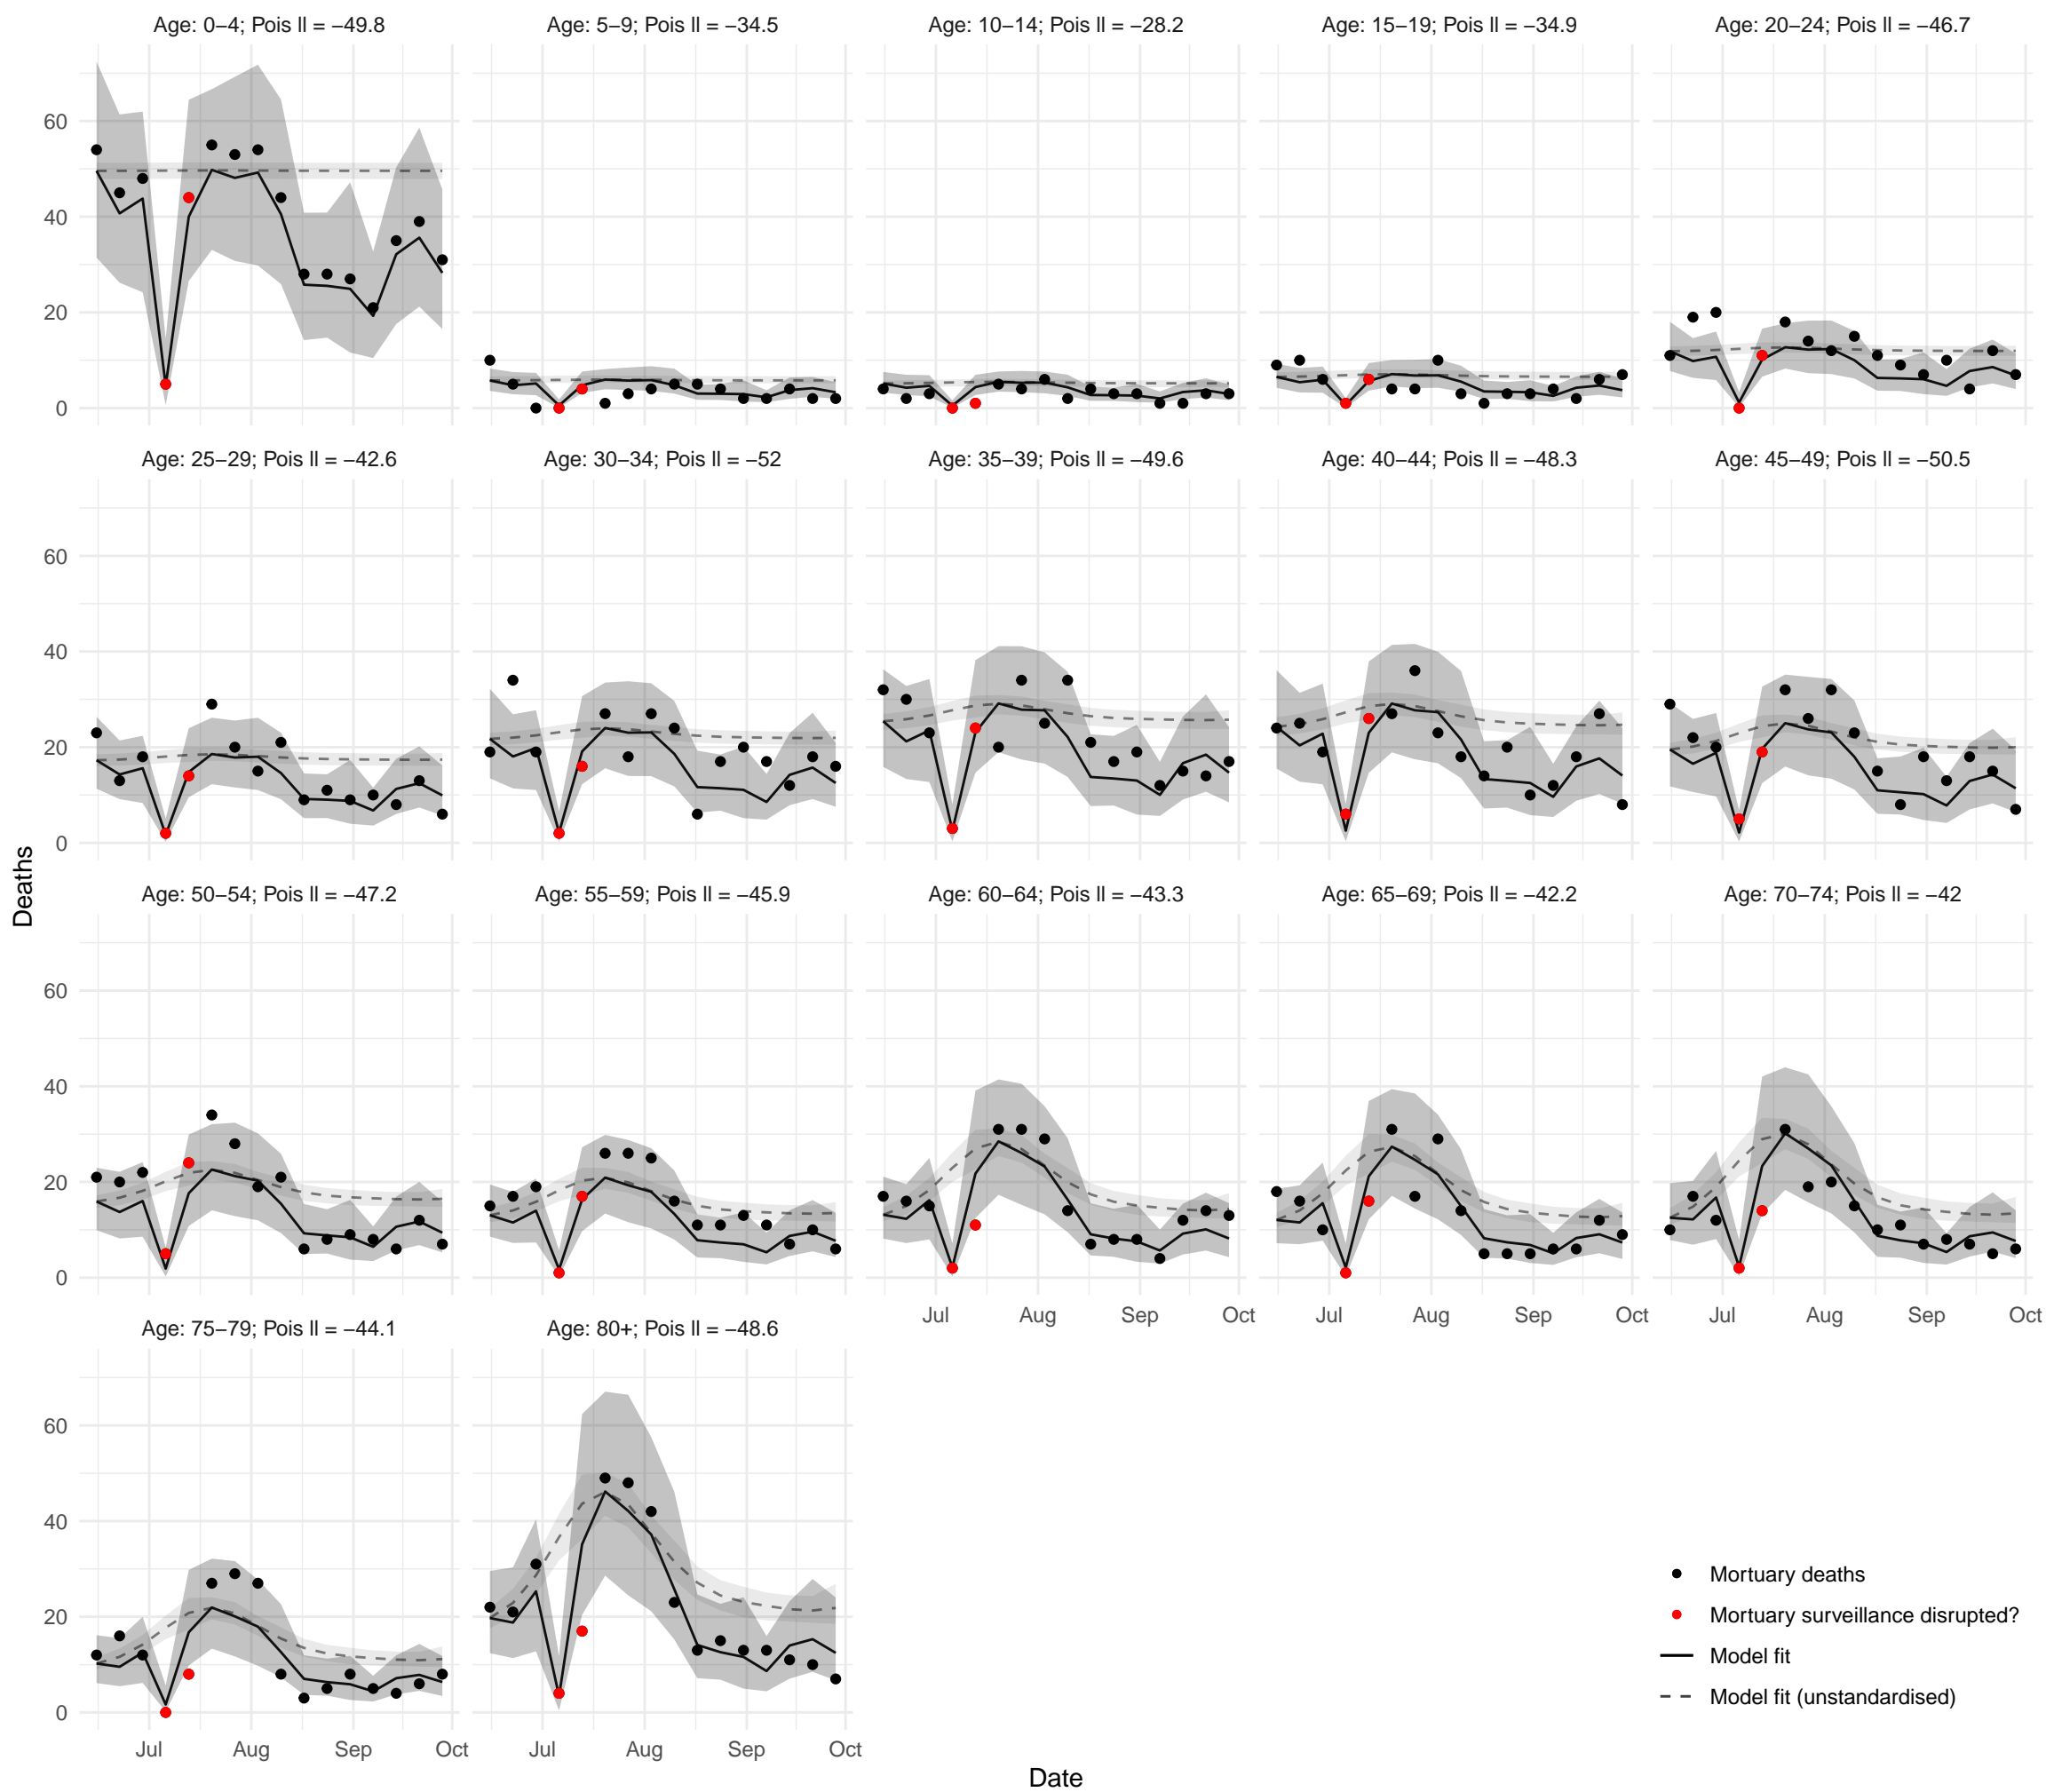 Age: 0–4; Pois ll = −49.8
Age: 5–9; Pois ll = −34.5
Age: 10–14; Pois ll = −28.2
Age: 15–19; Pois ll = −34.9
Age: 20–24; Pois ll = −46.7
60
40
20
0
Age: 25–29; Pois ll = −42.6
Age: 30–34; Pois ll = −52
Age: 35–39; Pois ll = −49.6
Age: 40–44; Pois ll = −48.3
Age: 45–49; Pois ll = −50.5
60
40
20
0
Deaths
Age: 50–54; Pois ll = −47.2
Age: 55–59; Pois ll = −45.9
Age: 60–64; Pois ll = −43.3
Age: 65–69; Pois ll = −42.2
Age: 70–74; Pois ll = −42
60
40
20
0
Jul Aug Sep Oct
Jul Aug Sep Oct
Jul Aug Sep Oct
Age: 75–79; Pois ll = −44.1
Age: 80+; Pois ll = −48.6
60
40
20
0
Jul Aug Sep Oct
Jul Aug Sep Oct
Mortuary deaths
Mortuary surveillance disrupted?
Model fit
Model fit (unstandardised)
Date